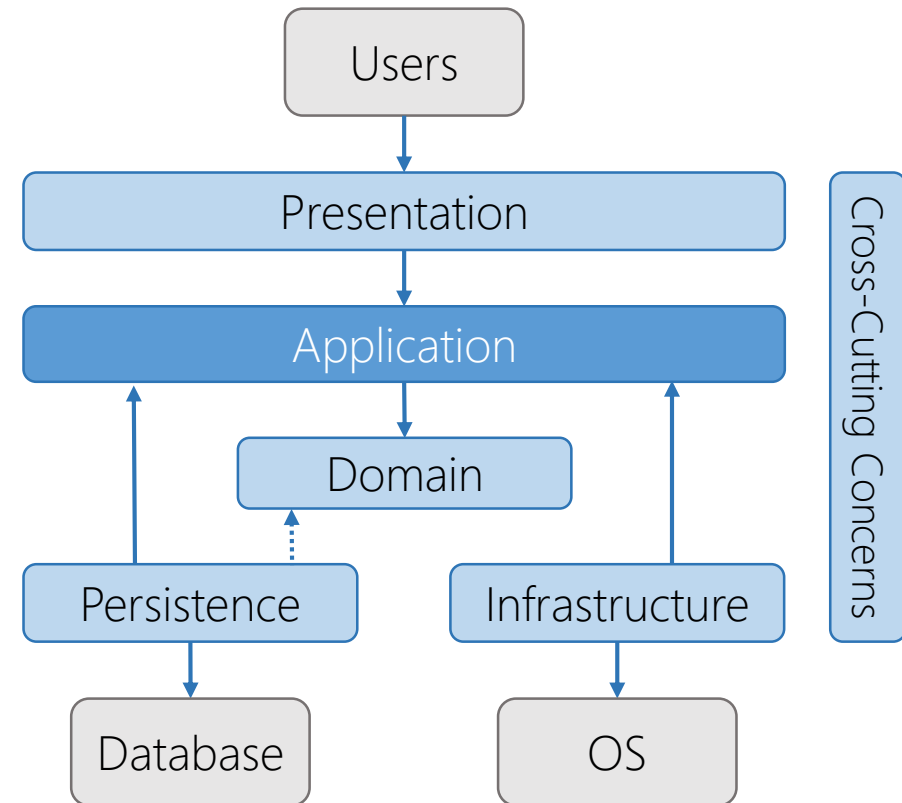 Users
Presentation
Application
Domain
Persistence
Infrastructure
Database
OS
Cross-Cutting Concerns